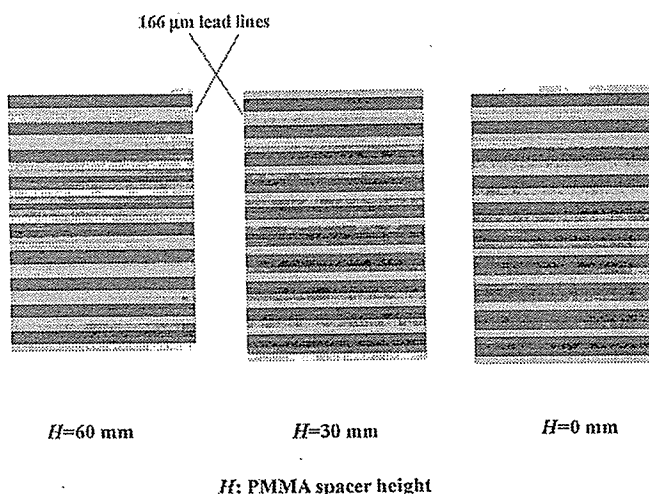 166 µm lead lines
H=60 mm
H=30 mm
H=0 mm
H: PMMA spacer height